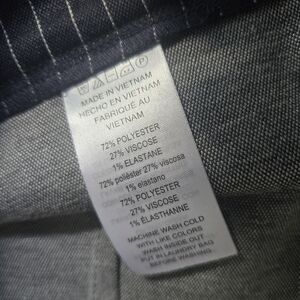 MADE IN VIETNAM
HECHO EN VIETNAM
FABRIQUÉ AU
VIETNAM
72% POLYESTER
27% VISCOSE
1% ELASTANE
72% poliéster 27% viscosa
1% elastano
72% POLYESTER
27% VISCOSE
1% ÉLASTHANNE
MACHINE WASH COLD
WITH LIKE COLORS
WASH INSIDE OUT
PUT IN LAUNDRY BAG
BEFORE WASHING